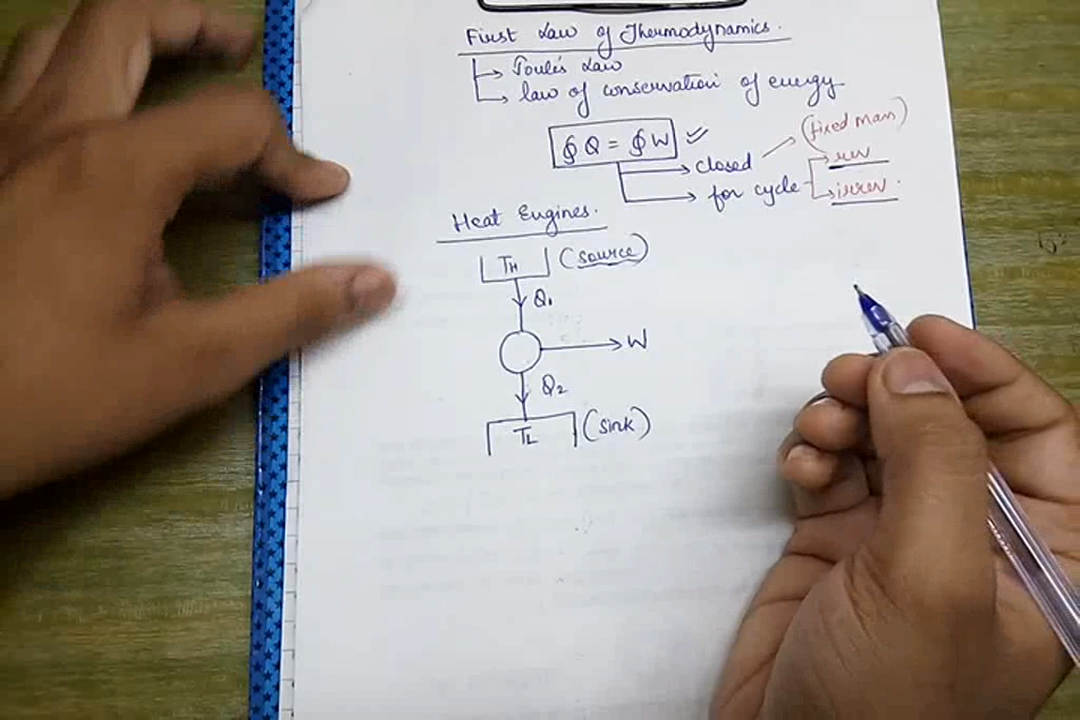 First Law of Thermodynamics.
Joule's Law
law of conservation of energy
∮ Q = ∮ W
closed (fixed mass)
for cycle
rev
irrev.
Heat Engines.
TH (source)
Q1
W
Q2
TL (sink)